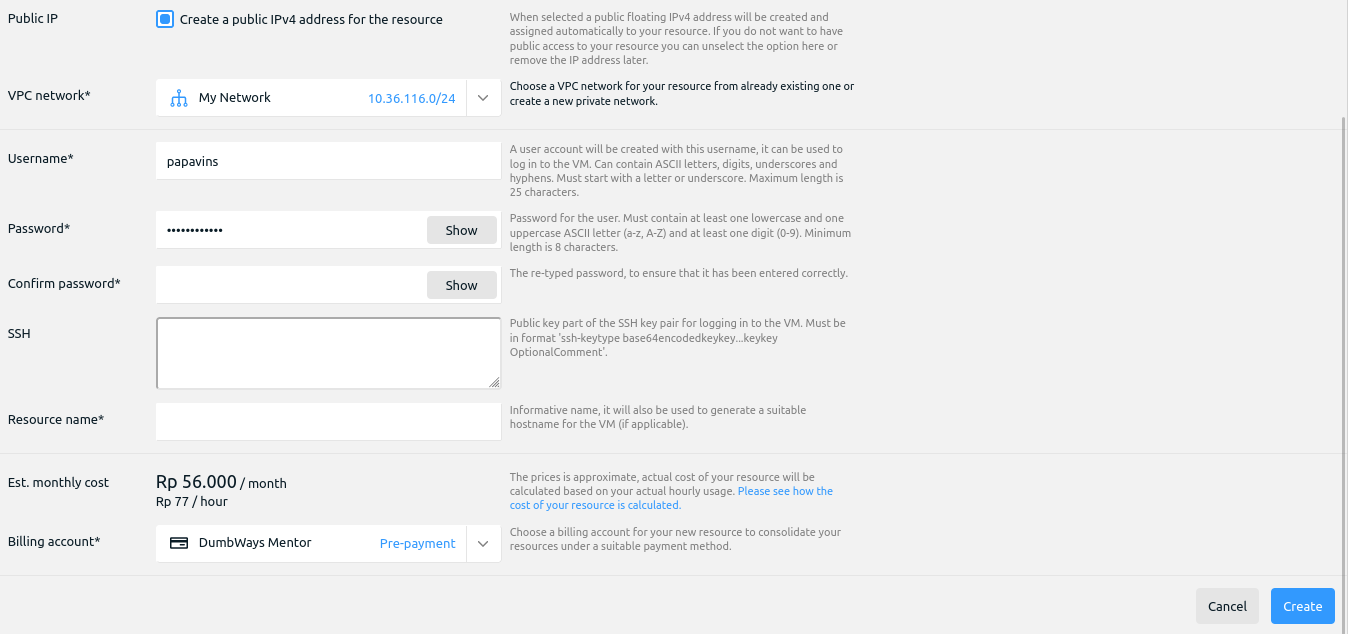 Public IP
Create a public IPv4 address for the resource
When selected a public floating IPv4 address will be created and
assigned automatically to your resource. If you do not want to have
public access to your resource you can unselect the option here or
remove the IP address later.
VPC network*
My Network 10.36.116.0/24
Choose a VPC network for your resource from already existing one or
create a new private network.
Username*
papavins
A user account will be created with this username, it can be used to
log in to the VM. Can contain ASCII letters, digits, underscores and
hyphens. Must start with a letter or underscore. Maximum length is
25 characters.
Password*
•••••••••••• Show
Password for the user. Must contain at least one lowercase and one
uppercase ASCII letter (a-z, A-Z) and at least one digit (0-9). Minimum
length is 8 characters.
Confirm password*
Show
The re-typed password, to ensure that it has been entered correctly.
SSH
Public key part of the SSH key pair for logging in to the VM. Must be
in format 'ssh-keytype base64encodedkeykey...keykey
OptionalComment'.
Resource name*
Informative name, it will also be used to generate a suitable
hostname for the VM (if applicable).
Est. monthly cost
Rp 56.000 / month
Rp 77 / hour
The prices is approximate, actual cost of your resource will be
calculated based on your actual hourly usage. Please see how the
cost of your resource is calculated.
Billing account*
DumbWays Mentor Pre-payment
Choose a billing account for your new resource to consolidate your
resources under a suitable payment method.
Cancel Create